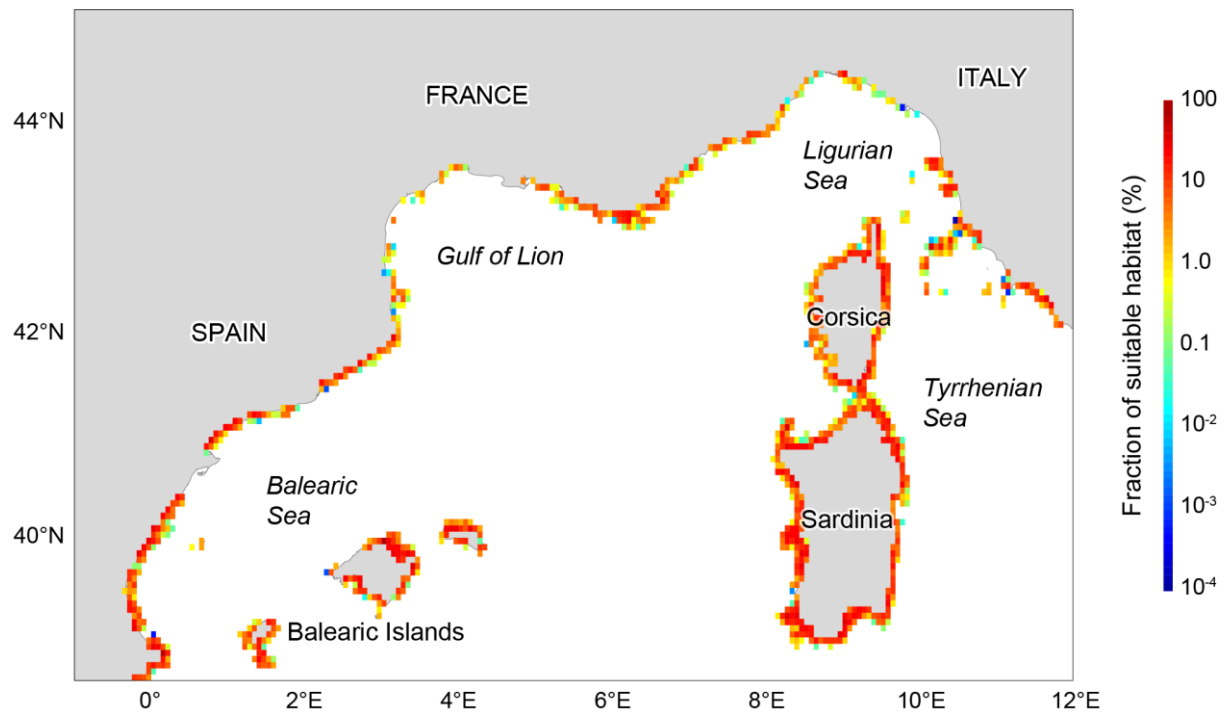 FRANCE
ITALY
44°N
Ligurian
Sea
Gulf of Lion
42°N
SPAIN
Corsica
Tyrrhenian
Sea
Balearic
Sea
40°N
Sardinia
Balearic Islands
0°
2°E
4°E
6°E
8°E
10°E
12°E
100
10
1.0
0.1
10⁻²
10⁻³
10⁻⁴
Fraction of suitable habitat (%)